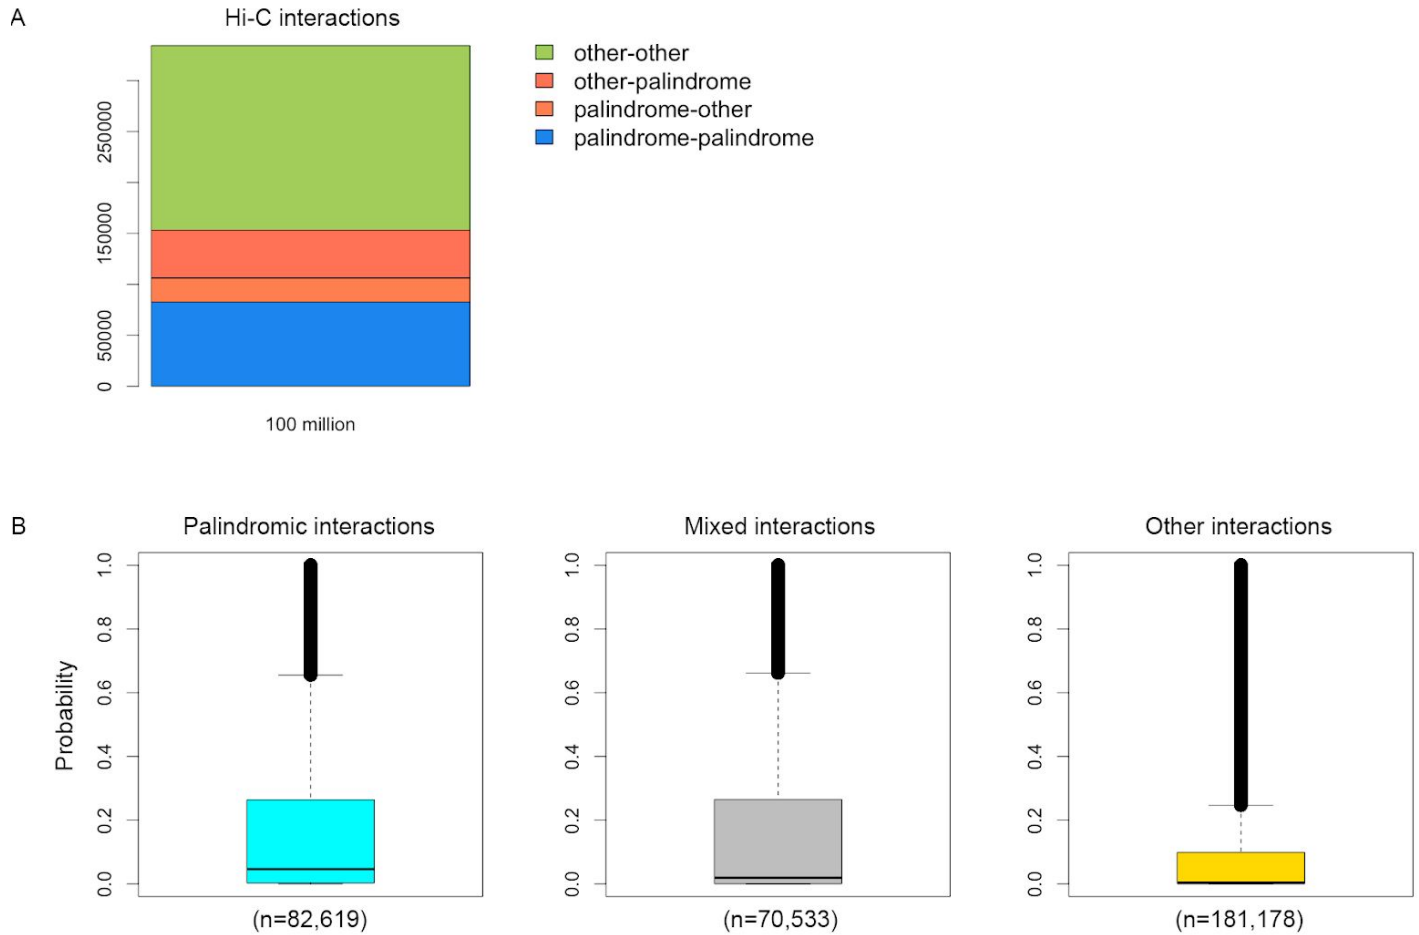 A
Hi-C interactions
other-other
other-palindrome
palindrome-other
palindrome-palindrome
250000
150000
50000
0
100 million
B
Palindromic interactions
Mixed interactions
Other interactions
Probability
1.0
0.8
0.6
0.4
0.2
0.0
1.0
0.8
0.6
0.4
0.2
0.0
1.0
0.8
0.6
0.4
0.2
0.0
(n=82,619)
(n=70,533)
(n=181,178)